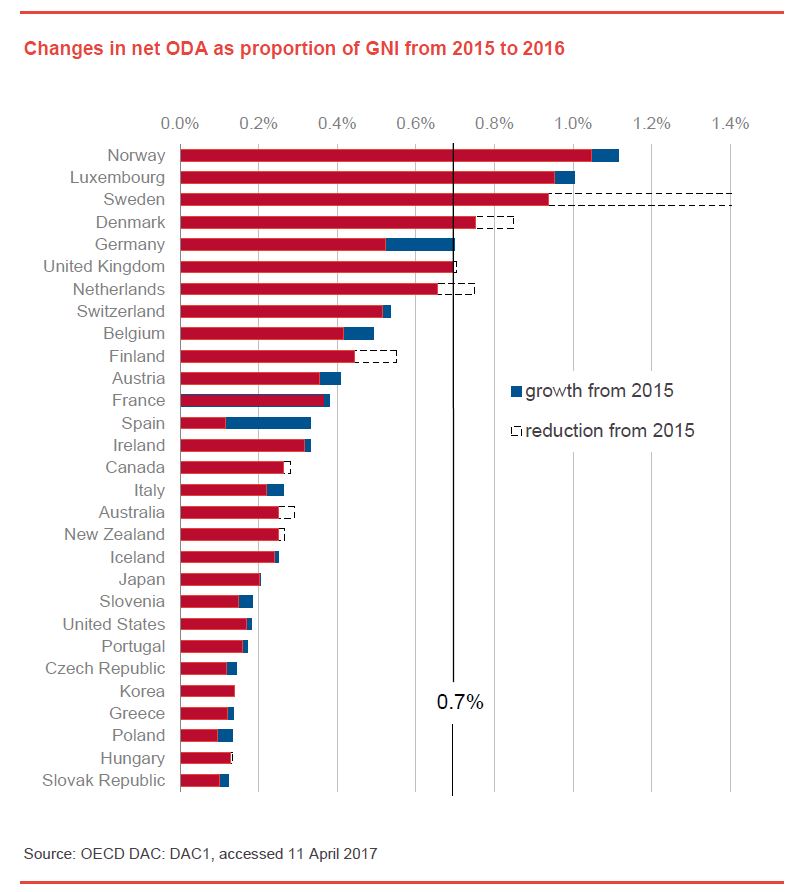 Changes in net ODA as proportion of GNI from 2015 to 2016
0.0% 0.2% 0.4% 0.6% 0.8% 1.0% 1.2% 1.4%
Norway
Luxembourg
Sweden
Denmark
Germany
United Kingdom
Netherlands
Switzerland
Belgium
Finland
Austria
growth from 2015
France
Spain
reduction from 2015
Ireland
Canada
Italy
Australia
New Zealand
Iceland
Japan
Slovenia
United States
Portugal
Czech Republic
Korea
0.7%
Greece
Poland
Hungary
Slovak Republic
Source: OECD DAC: DAC1, accessed 11 April 2017